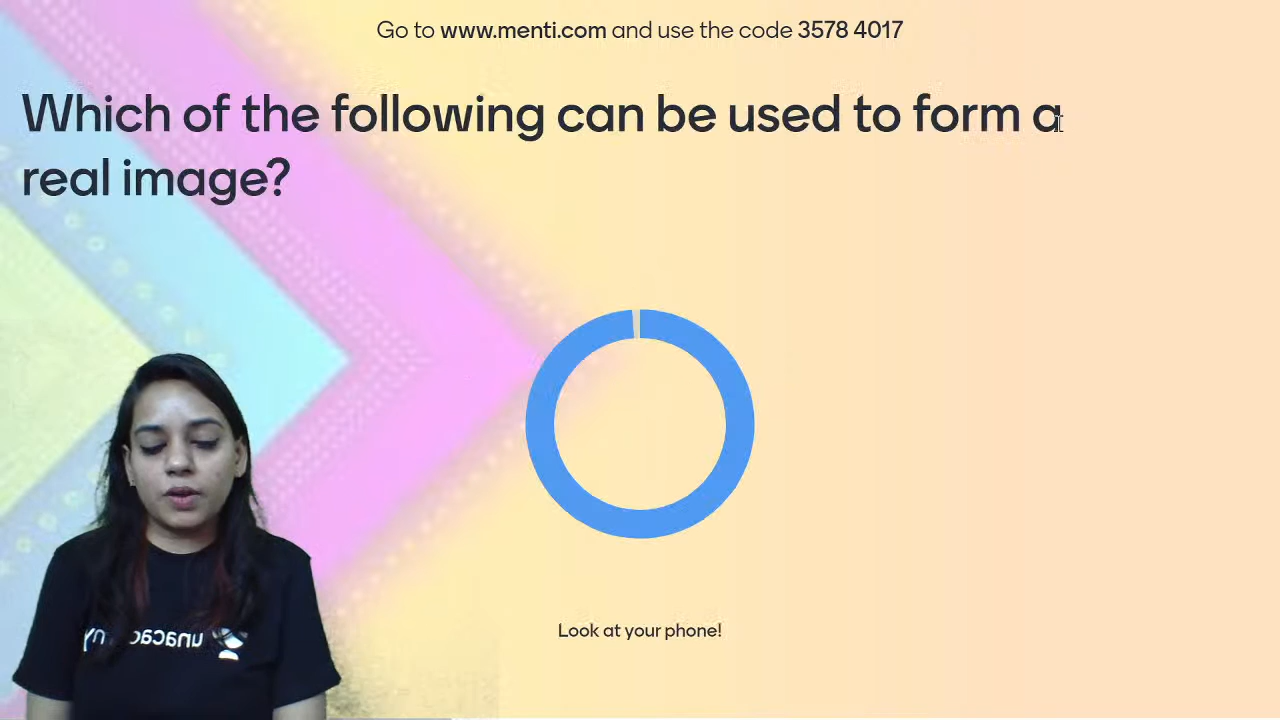 Go to www.menti.com and use the code 3578 4017
Which of the following can be used to form a
real image?
Look at your phone!
unacademy